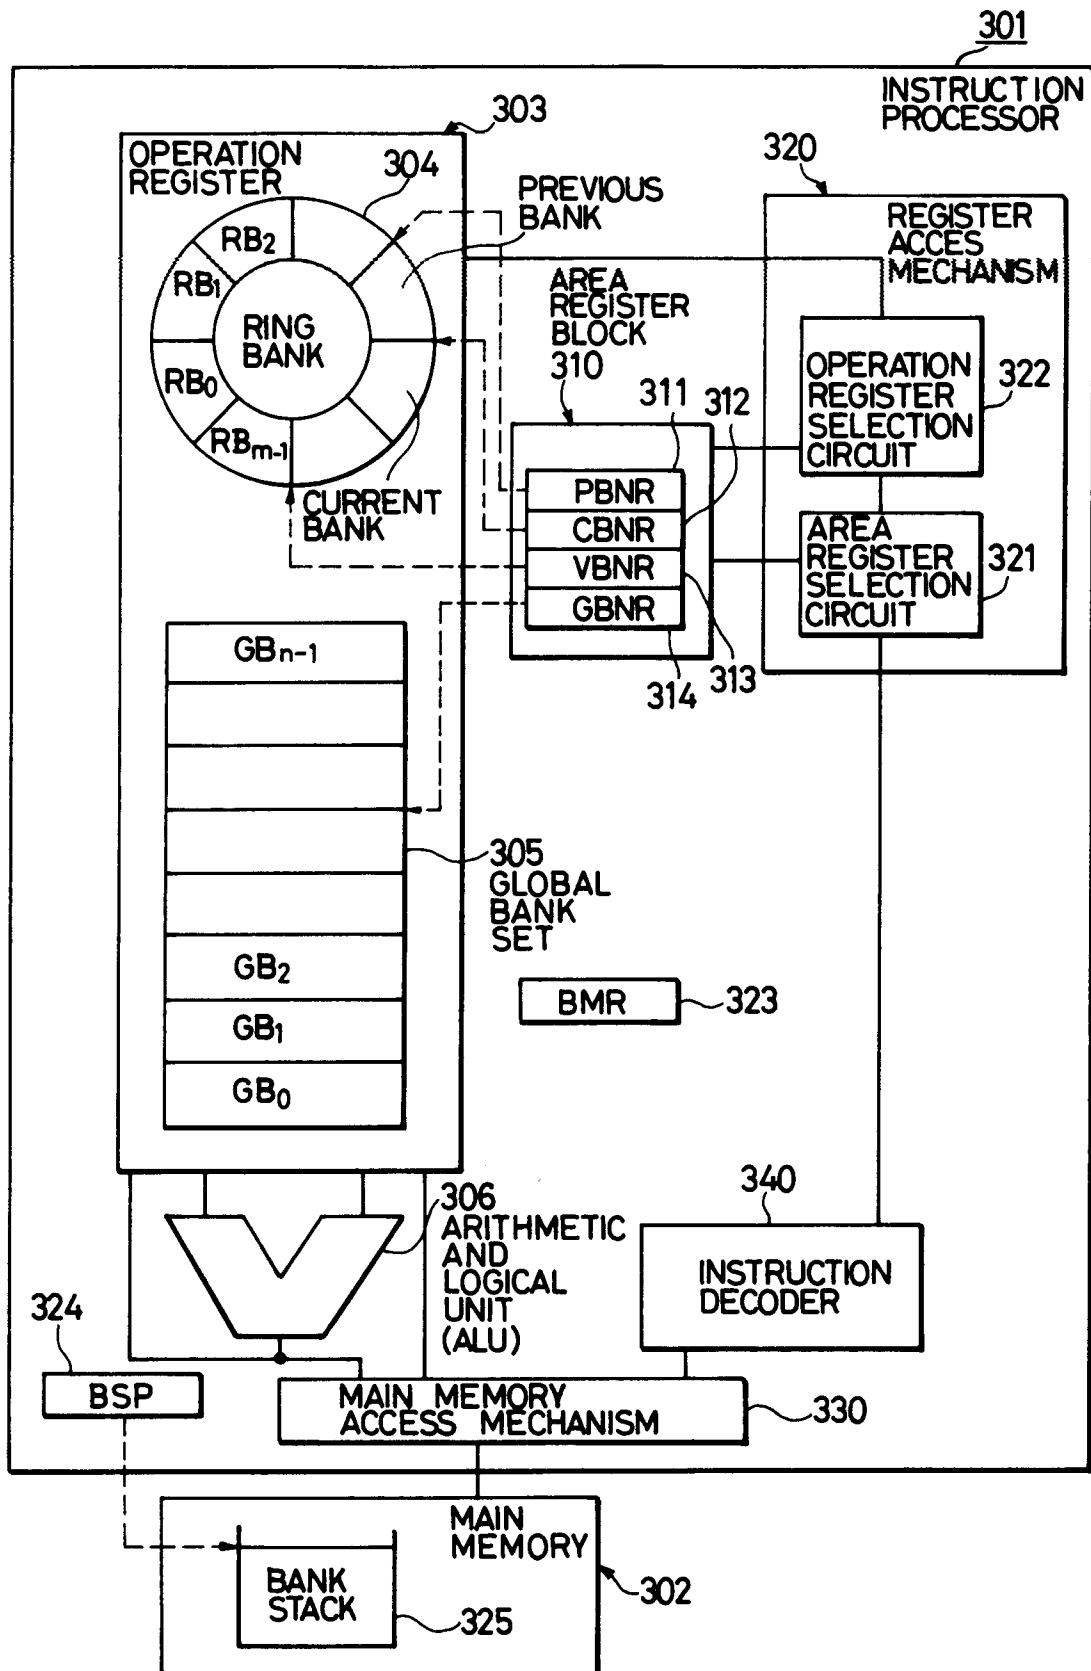 301
INSTRUCTION
PROCESSOR
303
OPERATION
REGISTER
304
RB2
RB1
RB0
RBm-1
RING
BANK
PREVIOUS
BANK
CURRENT
BANK
AREA
REGISTER
BLOCK
310
311
312
PBNR
CBNR
VBNR
GBNR
313
314
320
REGISTER
ACCES
MECHANISM
OPERATION
REGISTER
SELECTION
CIRCUIT
322
AREA
REGISTER
SELECTION
CIRCUIT
321
GBn-1
GB2
GB1
GB0
305
GLOBAL
BANK
SET
BMR
323
306
ARITHMETIC
AND
LOGICAL
UNIT
(ALU)
340
INSTRUCTION
DECODER
324
BSP
MAIN MEMORY
ACCESS MECHANISM
330
MAIN
MEMORY
302
BANK
STACK
325